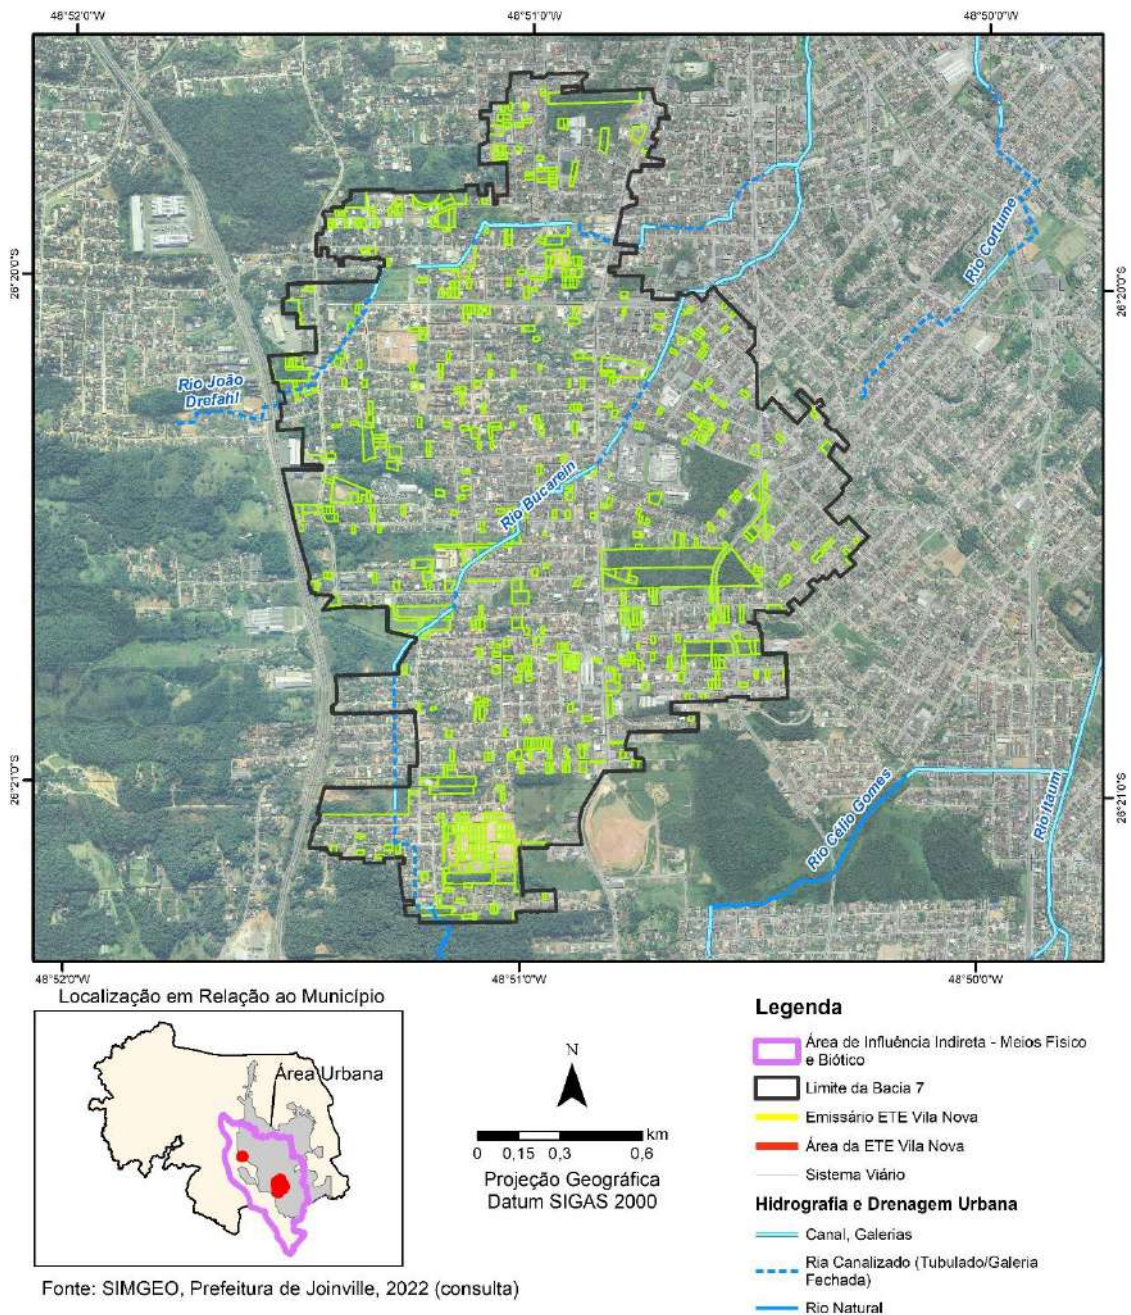 48°52'0"W
48°51'0"W
48°50'0"W
26°20'0"S
26°20'0"S
Rio Cortume
Rio João
Drefahl
Rio Bucarein
26°21'0"S
26°21'0"S
Rio Célio Gomes
Rio Itaum
48°52'0"W
48°51'0"W
48°50'0"W
Localização em Relação ao Município
Área Urbana
N
km
0 0,15 0,3 0,6
Projeção Geográfica
Datum SIGAS 2000
Legenda
Área de Influência Indireta - Meios Físico
e Biótico
Limite da Bacia 7
Emissário ETE Vila Nova
Área da ETE Vila Nova
Sistema Viário
Hidrografia e Drenagem Urbana
Canal, Galerias
Ria Canalizado (Tubulado/Galeria
Fechada)
Rio Natural
Fonte: SIMGEO, Prefeitura de Joinville, 2022 (consulta)